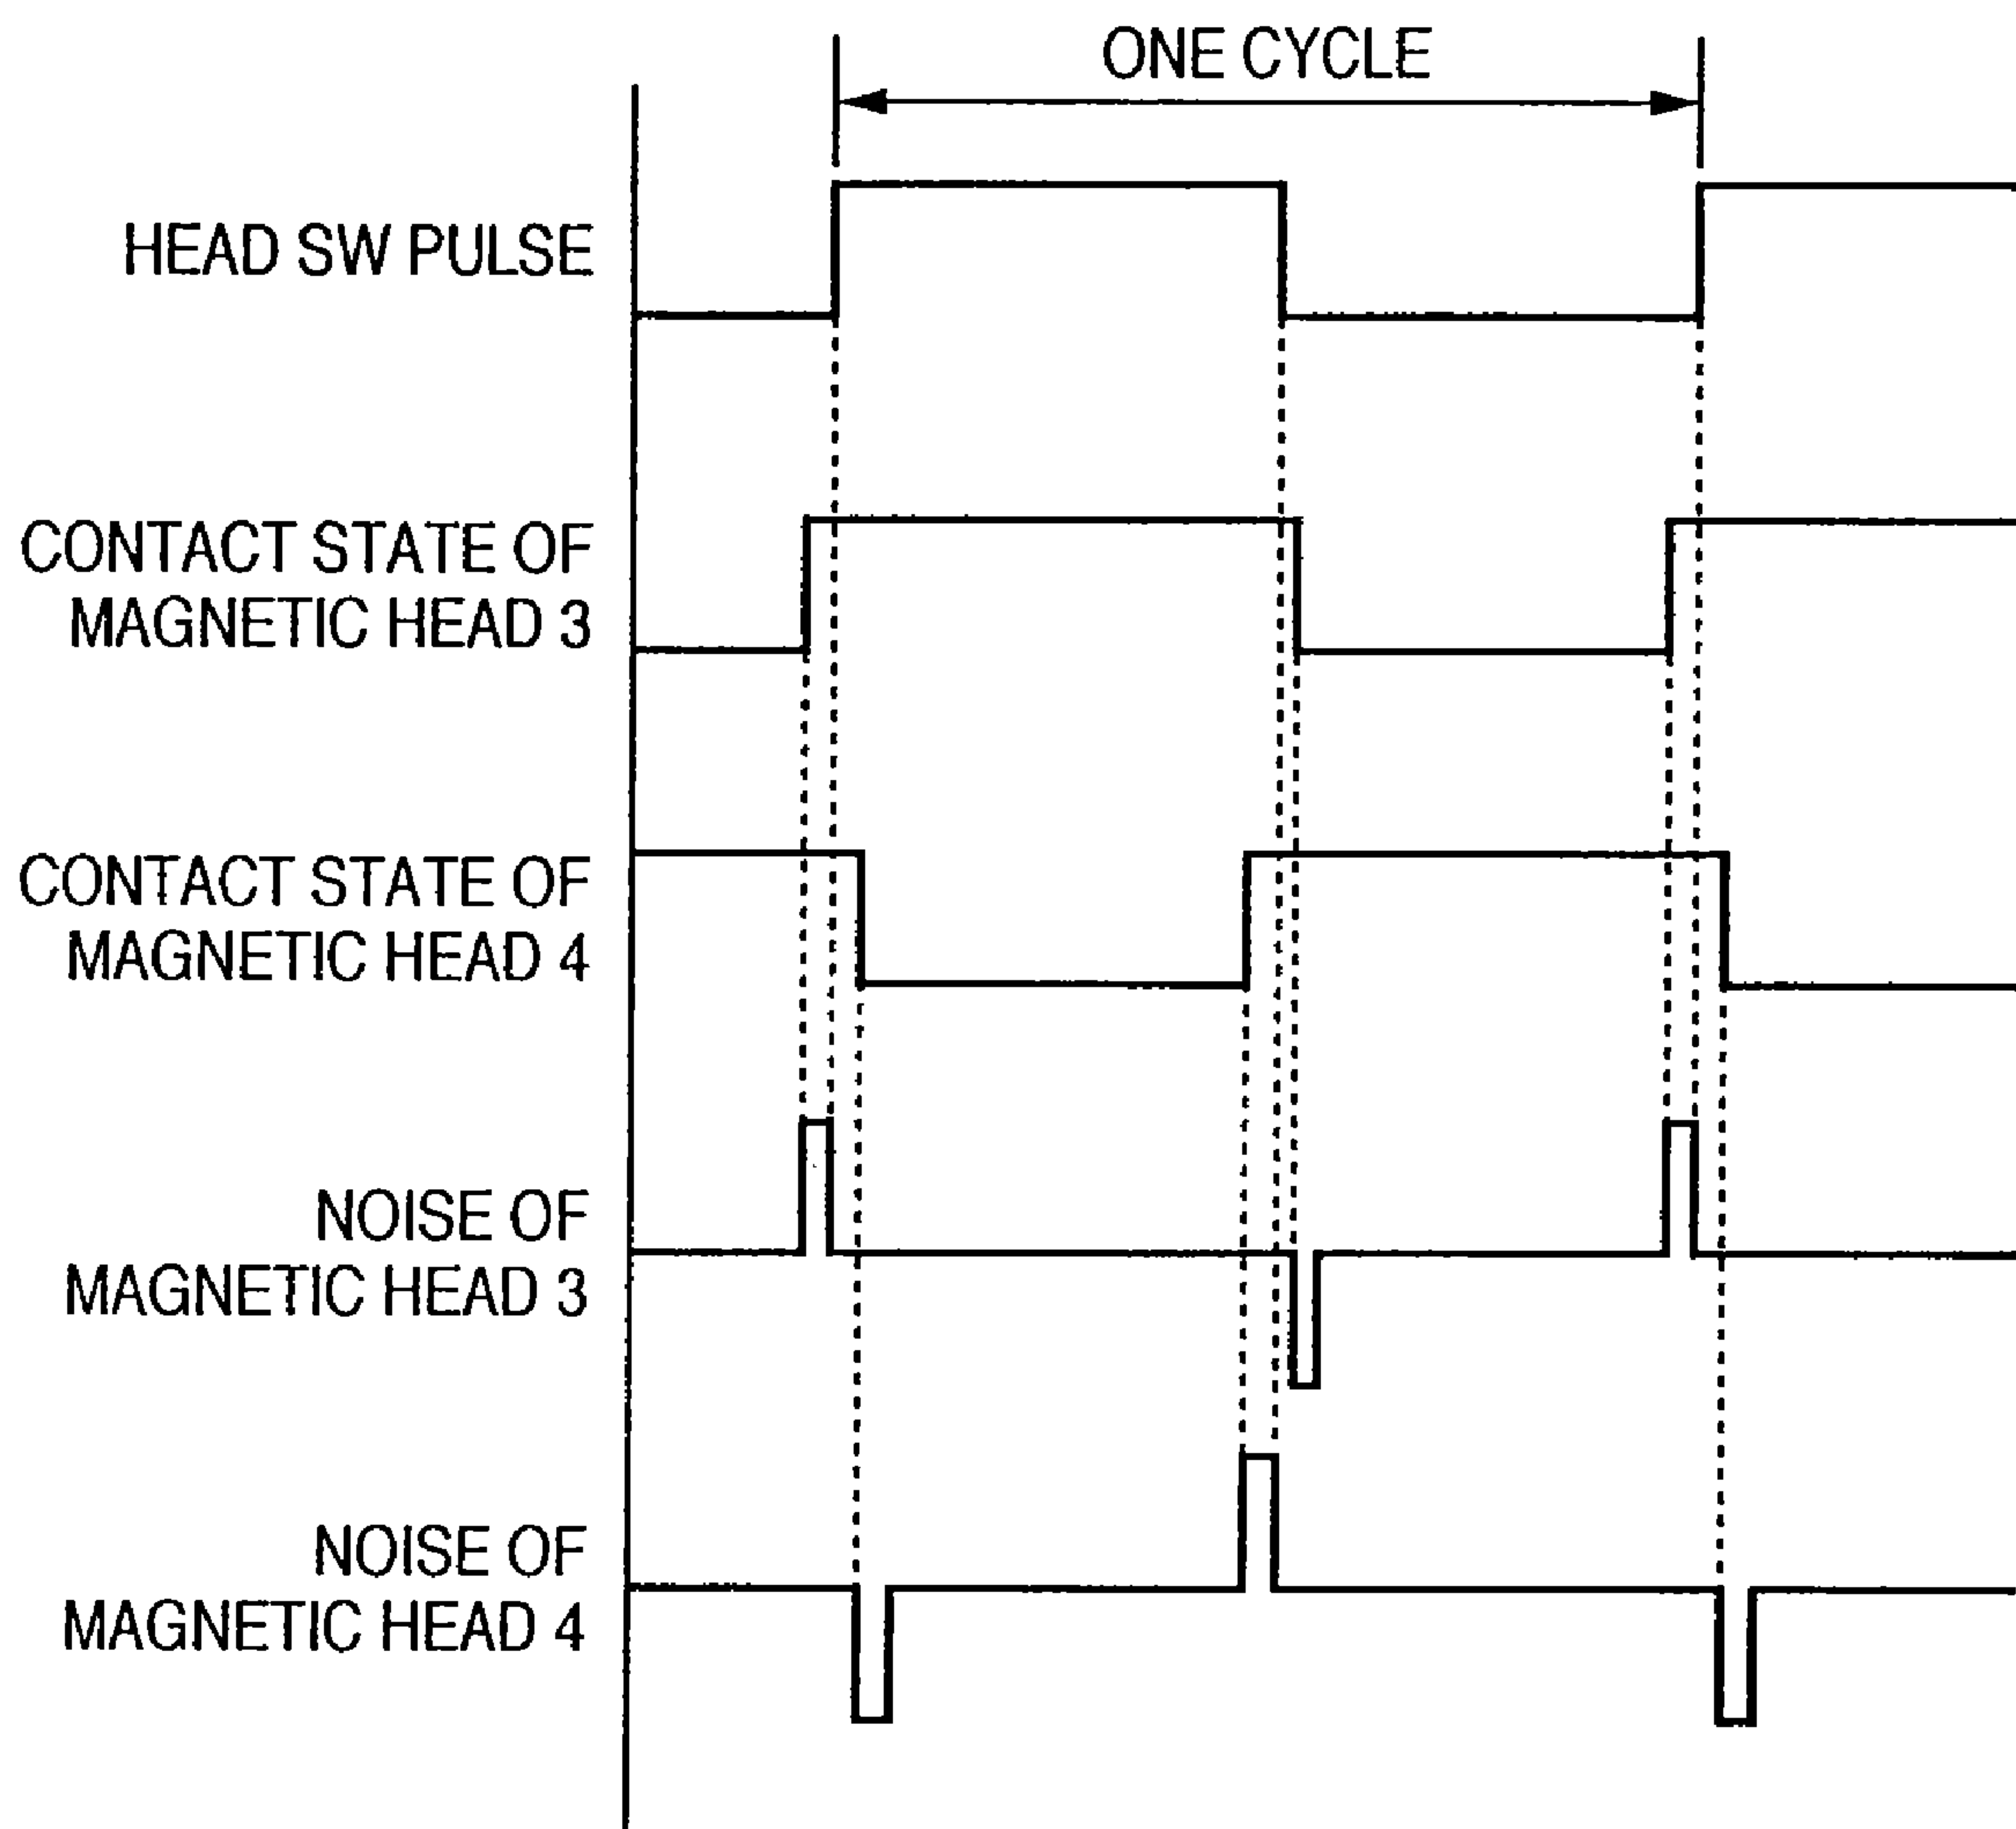 ONE CYCLE
HEAD SW PULSE
CONTACT STATE OF
MAGNETIC HEAD 3
CONTACT STATE OF
MAGNETIC HEAD 4
NOISE OF
MAGNETIC HEAD 3
NOISE OF
MAGNETIC HEAD 4